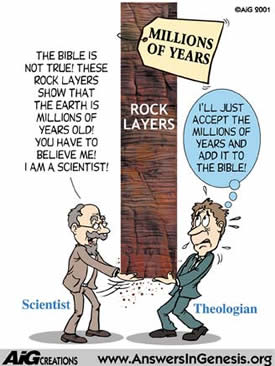 ©AiG 2001
MILLIONS
OF YEARS
THE BIBLE IS
NOT TRUE! THESE
ROCK LAYERS
SHOW THAT
THE EARTH IS
MILLIONS OF
YEARS OLD!
YOU HAVE TO
BELIEVE ME!
I AM A SCIENTIST!
ROCK
LAYERS
I'LL JUST
ACCEPT THE
MILLIONS OF
YEARS AND
ADD IT TO
THE BIBLE!
Scientist
Theologian
AiG CREATIONS
www.AnswersInGenesis.org